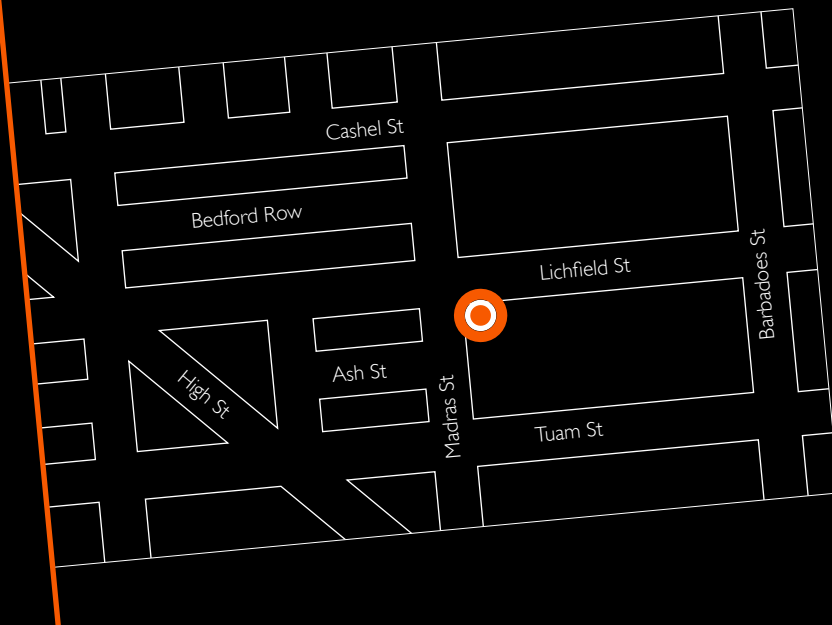 Cashel St
Bedford Row
Lichfield St
Barbadoes St
Ash St
High St
Madras St
Tuam St